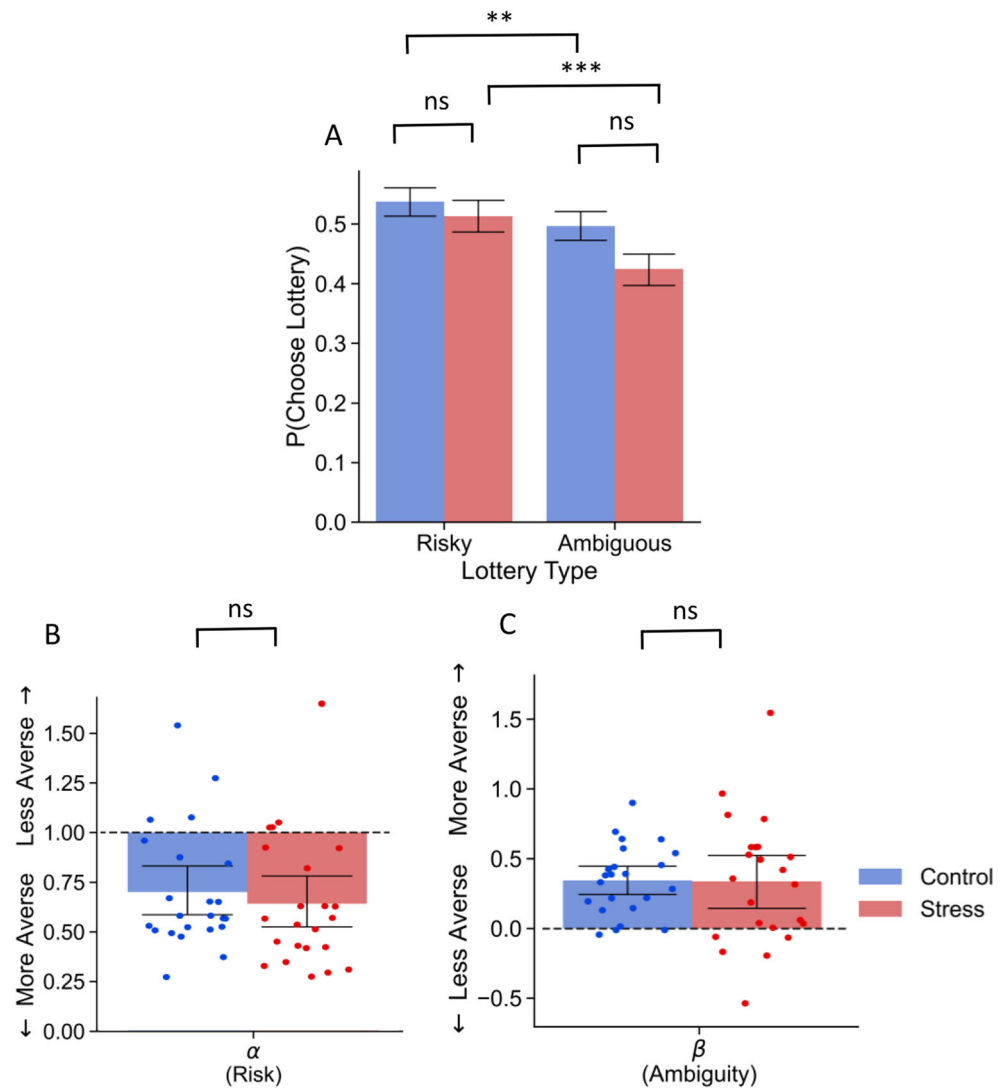 **
***
ns
ns
A
P(Choose Lottery)
0.5
0.4
0.3
0.2
0.1
0.0
Risky
Ambiguous
Lottery Type
B
ns
← More Averse Less Averse →
1.50
1.25
1.00
0.75
0.50
0.25
0.00
α
(Risk)
C
ns
← Less Averse More Averse →
1.5
1.0
0.5
0.0
−0.5
β
(Ambiguity)
Control
Stress